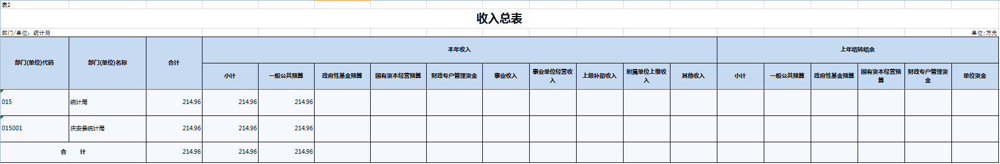 表2
收入总表
部门/单位：统计局 单位:万元
部门(单位)代码 部门(单位)名称 合计 本年收入 上年结转结余
小计 一般公共预算 政府性基金预算 国有资本经营预算 财政专户管理资金 事业收入 事业单位经营收入 上级补助收入 附属单位上缴收入 其他收入 小计 一般公共预算 政府性基金预算 国有资本经营预算 财政专户管理资金 单位资金
015 统计局 214.96 214.96 214.96
015001 庆安县统计局 214.96 214.96 214.96
合 计 214.96 214.96 214.96